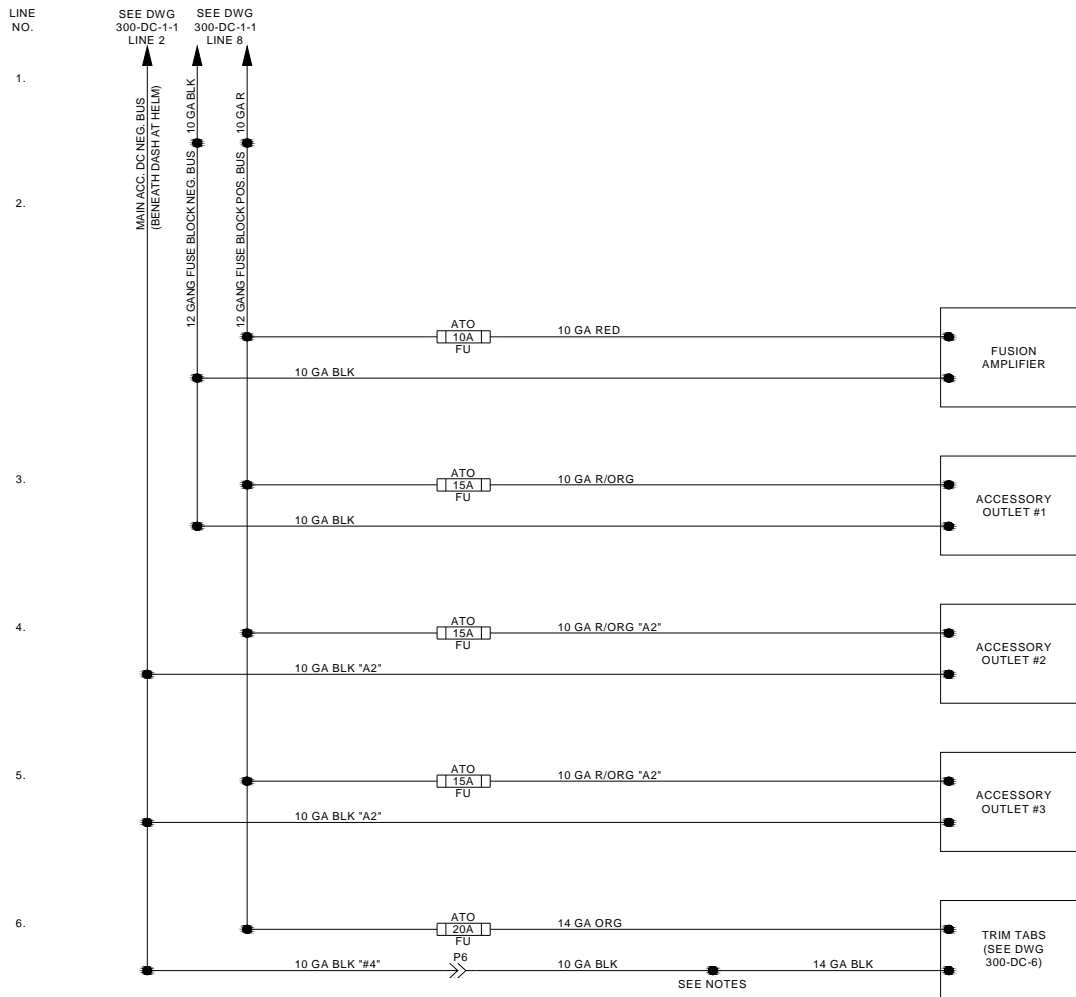 LINE
NO.
SEE DWG
300-DC-1-1
LINE 2
SEE DWG
300-DC-1-1
LINE 8
1.
MAIN ACC. DC NEG. BUS
(BENEATH DASH AT HELM)
10 GA BLK
12 GANG FUSE BLOCK NEG. BUS
10 GA R
12 GANG FUSE BLOCK POS. BUS
2.
ATO
10A
FU
10 GA RED
10 GA BLK
FUSION
AMPLIFIER
3.
ATO
15A
FU
10 GA R/ORG
10 GA BLK
ACCESSORY
OUTLET #1
4.
ATO
15A
FU
10 GA R/ORG "A2"
10 GA BLK "A2"
ACCESSORY
OUTLET #2
5.
ATO
15A
FU
10 GA R/ORG "A2"
10 GA BLK "A2"
ACCESSORY
OUTLET #3
6.
ATO
20A
FU
14 GA ORG
10 GA BLK "#4"
P6
10 GA BLK
SEE NOTES
14 GA BLK
TRIM TABS
(SEE DWG
300-DC-6)